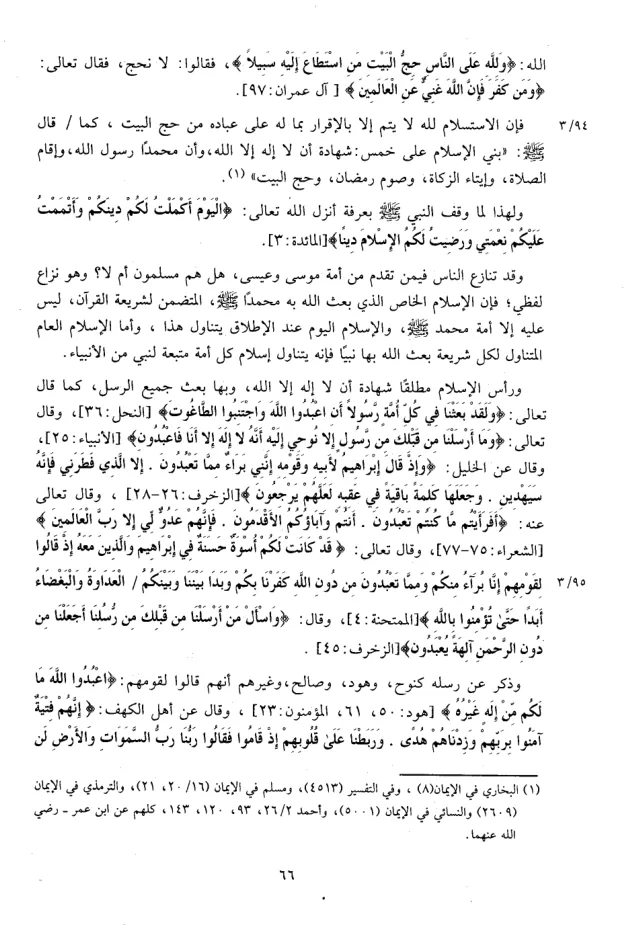 الله: ﴿وَلِلَّهِ عَلَى النَّاسِ حِجُّ الْبَيْتِ مَنِ اسْتَطَاعَ إِلَيْهِ سَبِيلاً ﴾، فقالوا: لا نحج، فقال تعالى:
﴿وَمَن كَفَرَ فَإِنَّ اللَّهَ غَنِيٌّ عَنِ الْعَالَمِينَ ﴾ [ آل عمران:٩٧].
فإن الاستسلام لله لا يتم إلا بالإقرار بما له على عباده من حج البيت ، كما / قال
٣/٩٤
ﷺ: «بني الإسلام على خمس:شهادة أن لا إله إلا الله،وأن محمدًا رسول الله،وإقام
الصلاة، وإيتاء الزكاة، وصوم رمضان، وحج البيت» (١).
ولهذا لما وقف النبي ﷺ بعرفة أنزل الله تعالى: ﴿الْيَوْمَ أَكْمَلْتُ لَكُمْ دِينَكُمْ وَأَتْمَمْتُ
عَلَيْكُمْ نِعْمَتِي وَرَضِيتُ لَكُمُ الإِسْلامَ دِينًا﴾[المائدة:٣].
وقد تنازع الناس فيمن تقدم من أمة موسى وعيسى، هل هم مسلمون أم لا؟ وهو نزاع
لفظي؛ فإن الإسلام الخاص الذي بعث الله به محمدًا ﷺ، المتضمن لشريعة القرآن، ليس
عليه إلا أمة محمد ﷺ، والإسلام اليوم عند الإطلاق يتناول هذا ، وأما الإسلام العام
المتناول لكل شريعة بعث الله بها نبيًا فإنه يتناول إسلام كل أمة متبعة لنبي من الأنبياء.
ورأس الإسلام مطلقًا شهادة أن لا إله إلا الله، وبها بعث جميع الرسل، كما قال
تعالى: ﴿وَلَقَدْ بَعَثْنَا فِي كُلِّ أُمَّةٍ رَّسُولاً أَنِ اعْبُدُوا اللَّهَ وَاجْتَنِبُوا الطَّاغُوتَ﴾ [النحل:٣٦]، وقال
تعالى: ﴿وَمَا أَرْسَلْنَا مِن قَبْلِكَ مِن رَّسُولٍ إِلا نُوحِي إِلَيْهِ أَنَّهُ لا إِلَهَ إِلا أَنَا فَاعْبُدُونِ﴾ [الأنبياء:٢٥]،
وقال عن الخليل: ﴿وَإِذْ قَالَ إِبْرَاهِيمُ لأَبِيهِ وَقَوْمِهِ إِنَّنِي بَرَاءٌ مِّمَّا تَعْبُدُونَ . إِلا الَّذِي فَطَرَنِي فَإِنَّهُ
سَيَهْدِينِ . وَجَعَلَهَا كَلِمَةً بَاقِيَةً فِي عَقِبِهِ لَعَلَّهُمْ يَرْجِعُونَ ﴾[الزخرف:٢٦-٢٨] ، وقال تعالى
عنه: ﴿أَفَرَأَيْتُم مَّا كُنتُمْ تَعْبُدُونَ . أَنتُمْ وَآبَاؤُكُمُ الأَقْدَمُونَ . فَإِنَّهُمْ عَدُوٌّ لِّي إِلا رَبَّ الْعَالَمِينَ ﴾
[الشعراء:٧٥-٧٧]، وقال تعالى: ﴿ قَدْ كَانَتْ لَكُمْ أُسْوَةٌ حَسَنَةٌ فِي إِبْرَاهِيمَ وَالَّذِينَ مَعَهُ إِذْ قَالُوا
لِقَوْمِهِمْ إِنَّا بُرَآءُ مِنكُمْ وَمِمَّا تَعْبُدُونَ مِن دُونِ اللَّهِ كَفَرْنَا بِكُمْ وَبَدَا بَيْنَنَا وَبَيْنَكُمُ / الْعَدَاوَةُ وَالْبَغْضَاءُ
٣/٩٥
أَبَدًا حَتَّىٰ تُؤْمِنُوا بِاللَّهِ ﴾[الممتحنة:٤]، وقال: ﴿وَاسْأَلْ مَنْ أَرْسَلْنَا مِن قَبْلِكَ مِن رُّسُلِنَا أَجَعَلْنَا مِن
دُونِ الرَّحْمَنِ آلِهَةً يُعْبَدُونَ﴾[الزخرف:٤٥] .
وذكر عن رسله كنوح، وهود، وصالح،وغيرهم أنهم قالوا لقومهم:﴿اعْبُدُوا اللَّهَ مَا
لَكُم مِّنْ إِلَهٍ غَيْرُهُ ﴾ [هود:٥٠، ٦١، المؤمنون:٢٣] ، وقال عن أهل الكهف:﴿ إِنَّهُمْ فِتْيَةٌ
آمَنُوا بِرَبِّهِمْ وَزِدْنَاهُمْ هُدًى . وَرَبَطْنَا عَلَىٰ قُلُوبِهِمْ إِذْ قَامُوا فَقَالُوا رَبُّنَا رَبُّ السَّمَوَاتِ وَالأَرْضِ لَن
(١) البخاري في الإيمان(٨) ، وفي التفسير (٤٥١٣)، ومسلم في الإيمان (٢٠/١٦، ٢١)، والترمذي في الإيمان
(٢٦٠٩) والنسائي في الإيمان (٥٠٠١)، وأحمد ٢٦/٢، ٩٣، ١٢٠، ١٤٣، كلهم عن ابن عمر ـ رضي
الله عنهما.
٦٦